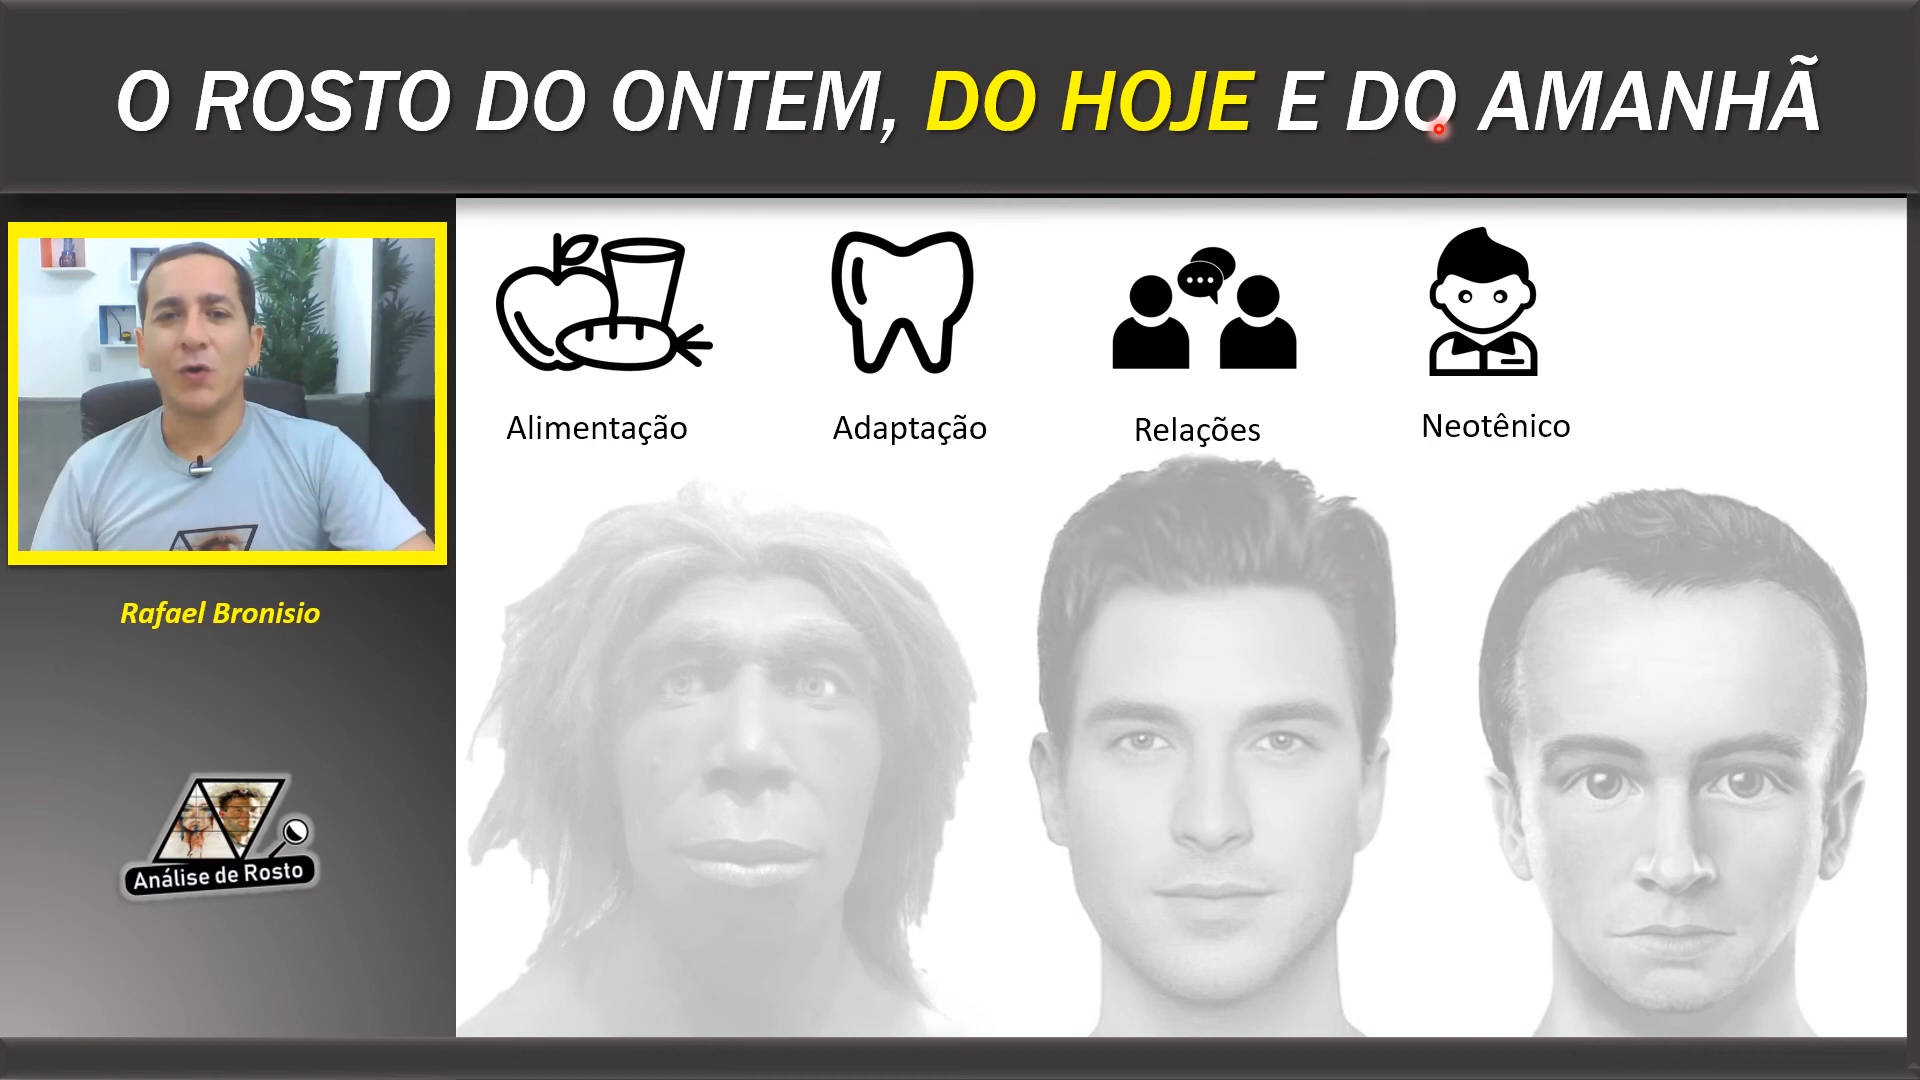 O ROSTO DO ONTEM, DO HOJE E DO AMANHÃ
Alimentação
Adaptação
Relações
Neotênico
Rafael Bronisio
Análise de Rosto